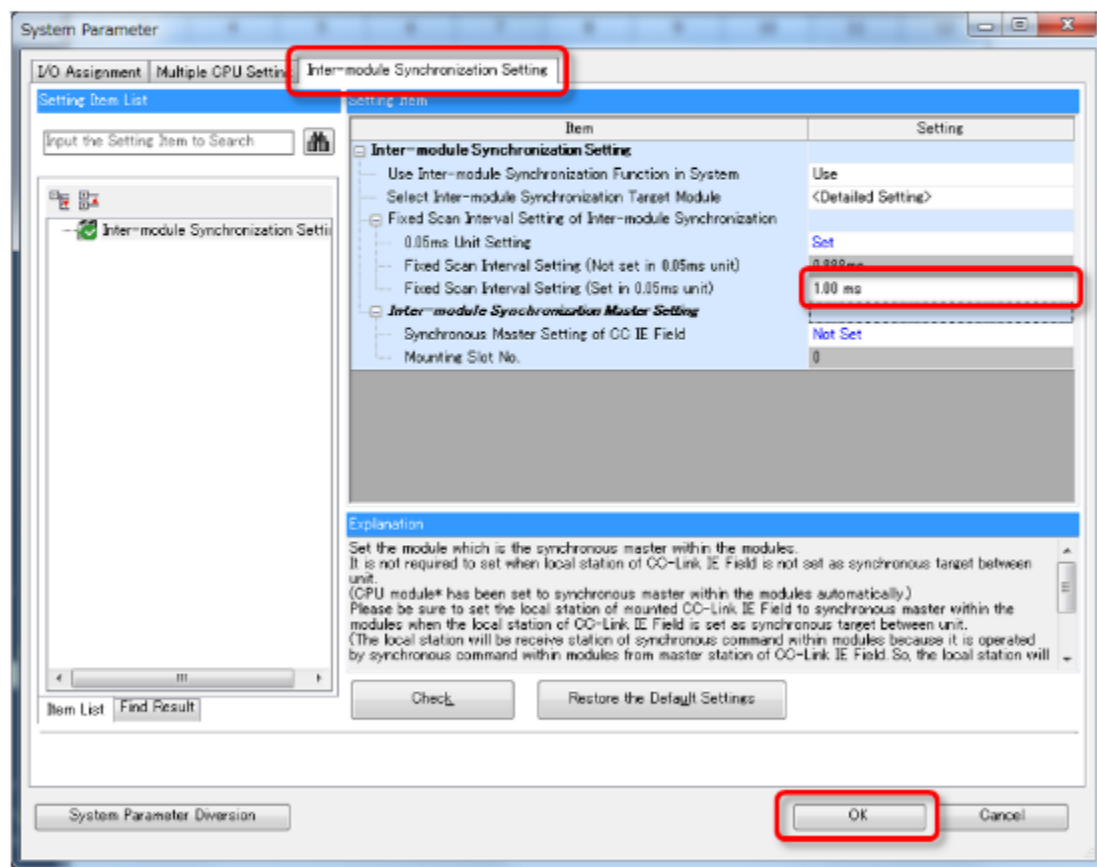 System Parameter
I/O Assignment Multiple CPU Setting Inter-module Synchronization Setting
Setting Item List
Setting Item
Input the Setting Item to Search
Item Setting
Inter-module Synchronization Setting
Use Inter-module Synchronization Function in System Use
Select Inter-module Synchronization Target Module <Detailed Setting>
Fixed Scan Interval Setting of Inter-module Synchronization
0.05ms Unit Setting Set
Fixed Scan Interval Setting (Not set in 0.05ms unit) 0.888ms
Fixed Scan Interval Setting (Set in 0.05ms unit) 1.00 ms
Inter-module Synchronization Master Setting
Synchronous Master Setting of CC IE Field Not Set
Mounting Slot No. 0
Inter-module Synchronization Settin
Explanation
Set the module which is the synchronous master within the modules.
It is not required to set when local station of CC-Link IE Field is not set as synchronous target between
unit.
(CPU module* has been set to synchronous master within the modules automatically.)
Please be sure to set the local station of mounted CC-Link IE Field to synchronous master within the
modules when the local station of CC-Link IE Field is set as synchronous target between unit.
(The local station will be receive station of synchronous command within modules because it is operated
by synchronous command within modules from master station of CC-Link IE Field. So, the local station will
Check Restore the Default Settings
Item List Find Result
System Parameter Diversion OK Cancel